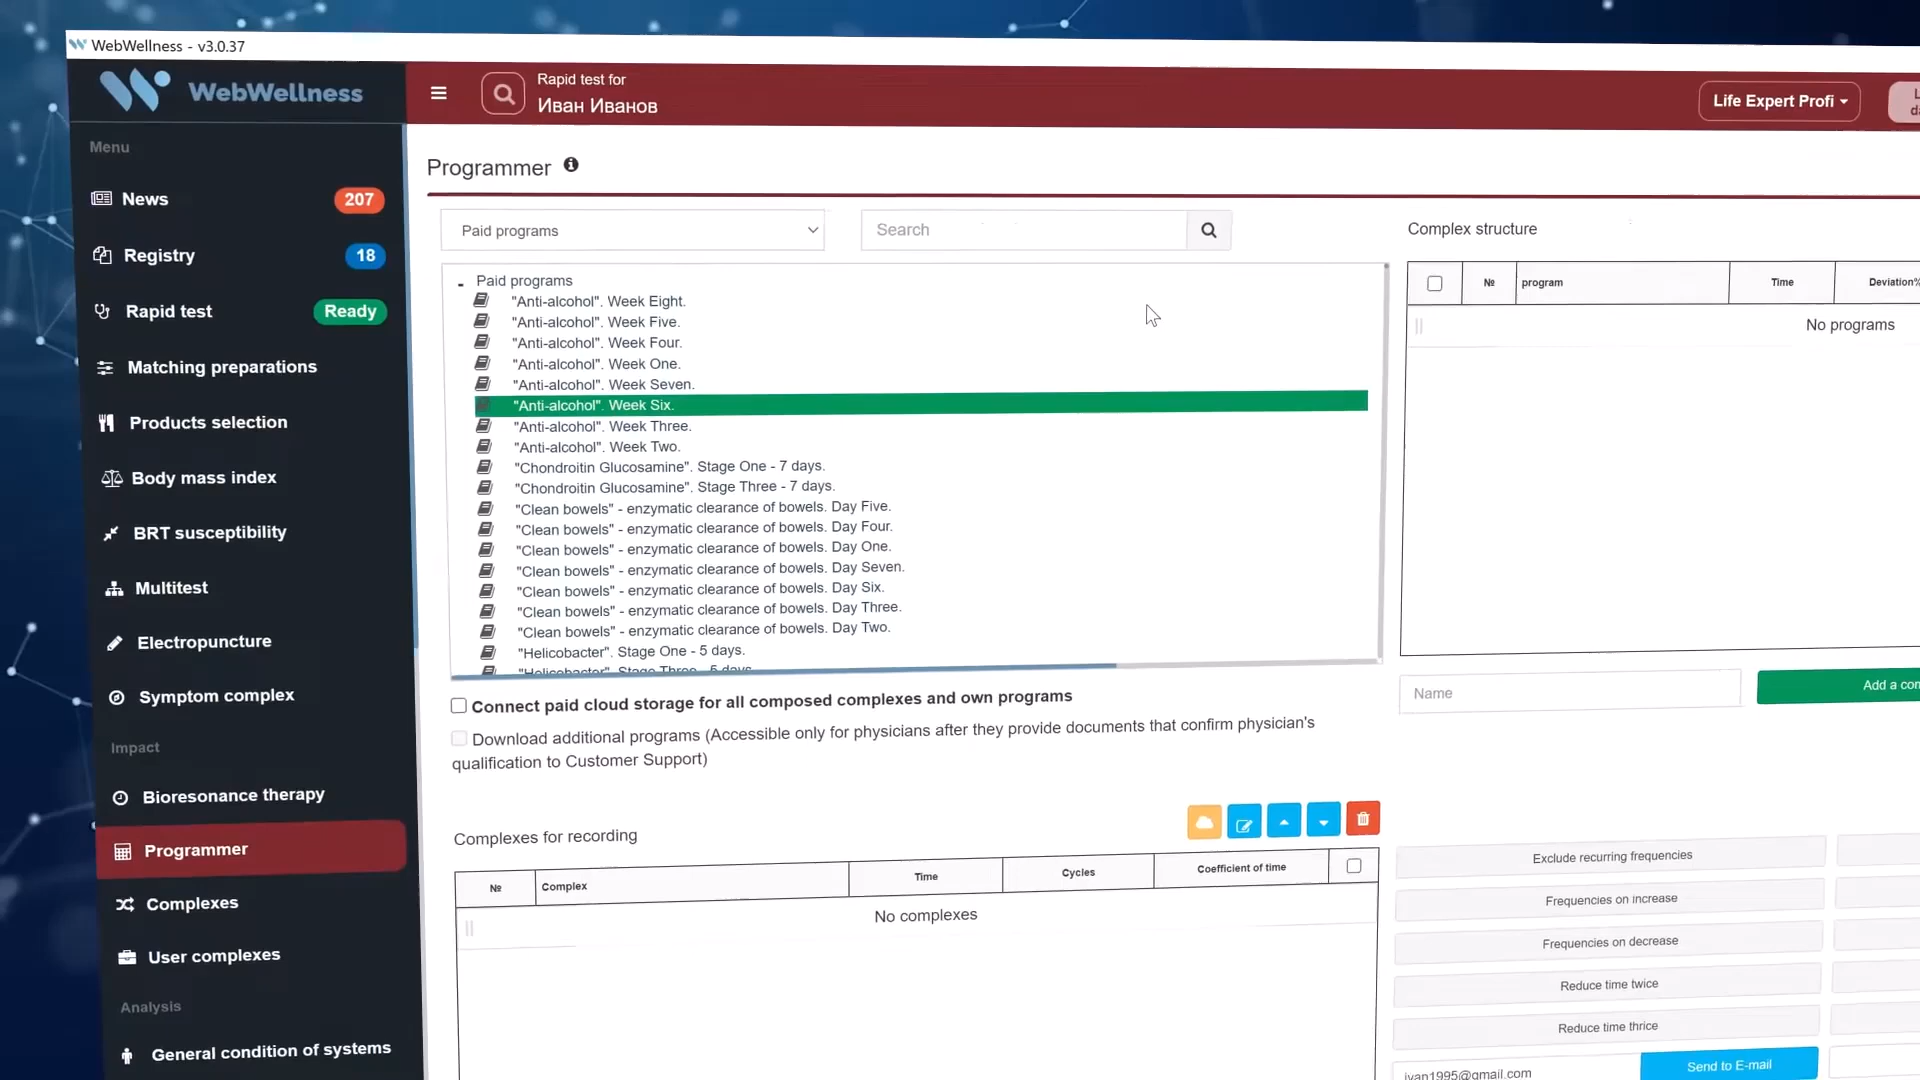 WebWellness - v3.0.37
WebWellness
Rapid test for
Иван Иванов
Life Expert Profi
Menu
News
207
Registry
18
Rapid test
Ready
Matching preparations
Products selection
Body mass index
BRT susceptibility
Multitest
Electropuncture
Symptom complex
Impact
Bioresonance therapy
Programmer
Complexes
User complexes
Analysis
General condition of systems
Programmer
Paid programs
Search
Paid programs
"Anti-alcohol". Week Eight.
"Anti-alcohol". Week Five.
"Anti-alcohol". Week Four.
"Anti-alcohol". Week One.
"Anti-alcohol". Week Seven.
"Anti-alcohol". Week Six.
"Anti-alcohol". Week Three.
"Anti-alcohol". Week Two.
"Chondroitin Glucosamine". Stage One - 7 days.
"Chondroitin Glucosamine". Stage Three - 7 days.
"Clean bowels" - enzymatic clearance of bowels. Day Five.
"Clean bowels" - enzymatic clearance of bowels. Day Four.
"Clean bowels" - enzymatic clearance of bowels. Day One.
"Clean bowels" - enzymatic clearance of bowels. Day Seven.
"Clean bowels" - enzymatic clearance of bowels. Day Six.
"Clean bowels" - enzymatic clearance of bowels. Day Three.
"Clean bowels" - enzymatic clearance of bowels. Day Two.
"Helicobacter". Stage One - 5 days.
"Helicobacter". Stage Three - 5 days.
Connect paid cloud storage for all composed complexes and own programs
Download additional programs (Accessible only for physicians after they provide documents that confirm physician's
qualification to Customer Support)
Complexes for recording
№ Complex Time Cycles Coefficient of time
No complexes
Complex structure
№ program Time Deviation%
No programs
Name
Add a con
Exclude recurring frequencies
Frequencies on increase
Frequencies on decrease
Reduce time twice
Reduce time thrice
ivan1995@gmail.com
Send to E-mail